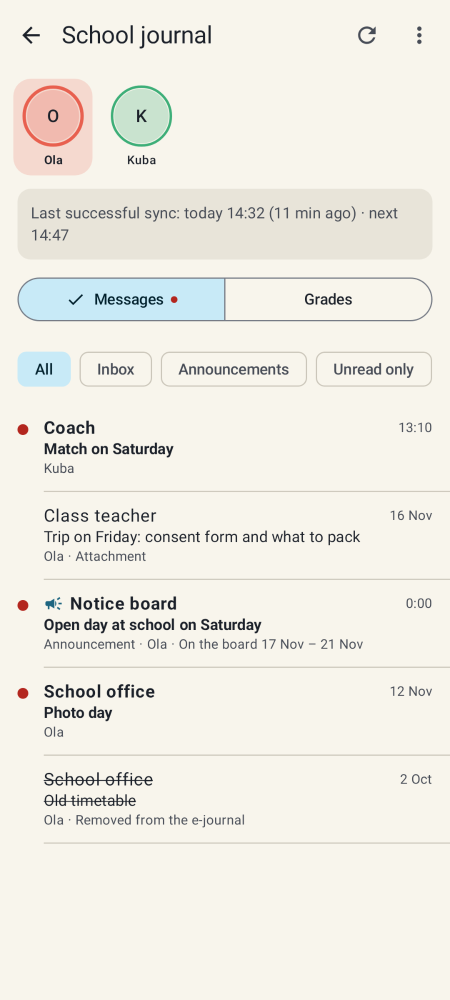 School journal
O
K
Ola
Kuba
Last successful sync: today 14:32 (11 min ago) · next
14:47
Messages
Grades
All
Inbox
Announcements
Unread only
Coach
13:10
Match on Saturday
Kuba
Class teacher
16 Nov
Trip on Friday: consent form and what to pack
Ola · Attachment
Notice board
0:00
Open day at school on Saturday
Announcement · Ola · On the board 17 Nov – 21 Nov
School office
12 Nov
Photo day
Ola
School office
2 Oct
Old timetable
Ola · Removed from the e-journal